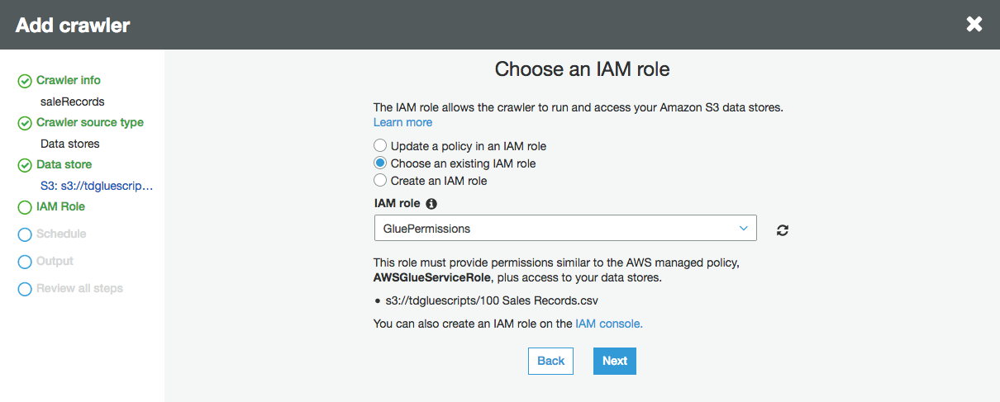 Add crawler
Crawler info
saleRecords
Crawler source type
Data stores
Data store
S3: s3://tdgluescrip…
IAM Role
Schedule
Output
Review all steps
Choose an IAM role
The IAM role allows the crawler to run and access your Amazon S3 data stores.
Learn more
Update a policy in an IAM role
Choose an existing IAM role
Create an IAM role
IAM role
GluePermissions
This role must provide permissions similar to the AWS managed policy,
AWSGlueServiceRole, plus access to your data stores.
• s3://tdgluescripts/100 Sales Records.csv
You can also create an IAM role on the IAM console.
Back
Next